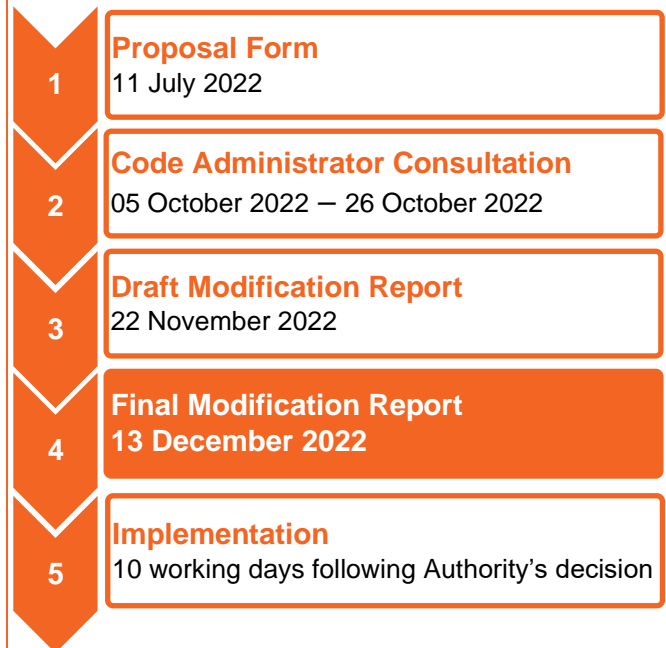 1
Proposal Form
11 July 2022
2
Code Administrator Consultation
05 October 2022 – 26 October 2022
3
Draft Modification Report
22 November 2022
4
Final Modification Report
13 December 2022
5
Implementation
10 working days following Authority’s decision